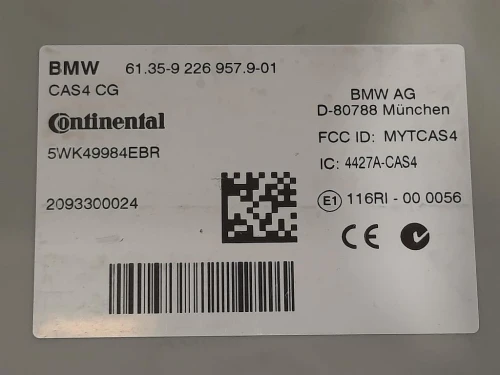 BMW 61.35-9 226 957.9-01
CAS4 CG
Continental
5WK49984EBR
2093300024
BMW AG
D-80788 München
FCC ID: MYTCAS4
IC: 4427A-CAS4
E1 116RI - 00 0056
CE